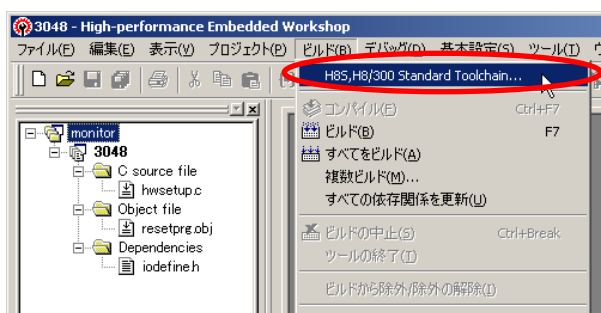 3048 - High-performance Embedded Workshop
ファイル(F) 編集(E) 表示(V) プロジェクト(P) ビルド(B) デバッグ(D) 基本設定(S) ツール(T)
H8S,H8/300 Standard Toolchain...
コンパイル(F) Ctrl+F7
ビルド(B) F7
すべてをビルド(A)
複数ビルド(M)...
すべての依存関係を更新(U)
ビルドの中止(S) Ctrl+Break
ツールの終了(T)
ビルドから除外/除外の解除(I)
monitor
3048
C source file
hwsetup.c
Object file
resetprg.obj
Dependencies
iodefine.h